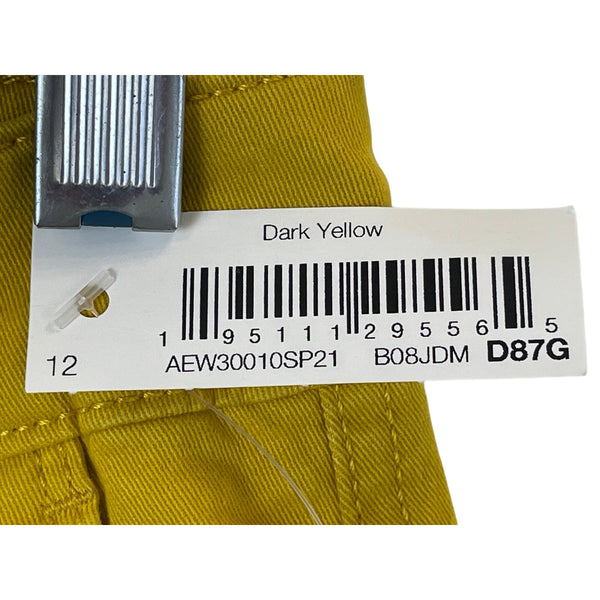 Dark Yellow
1 95111 29556 5
12 AEW30010SP21 B08JDM D87G